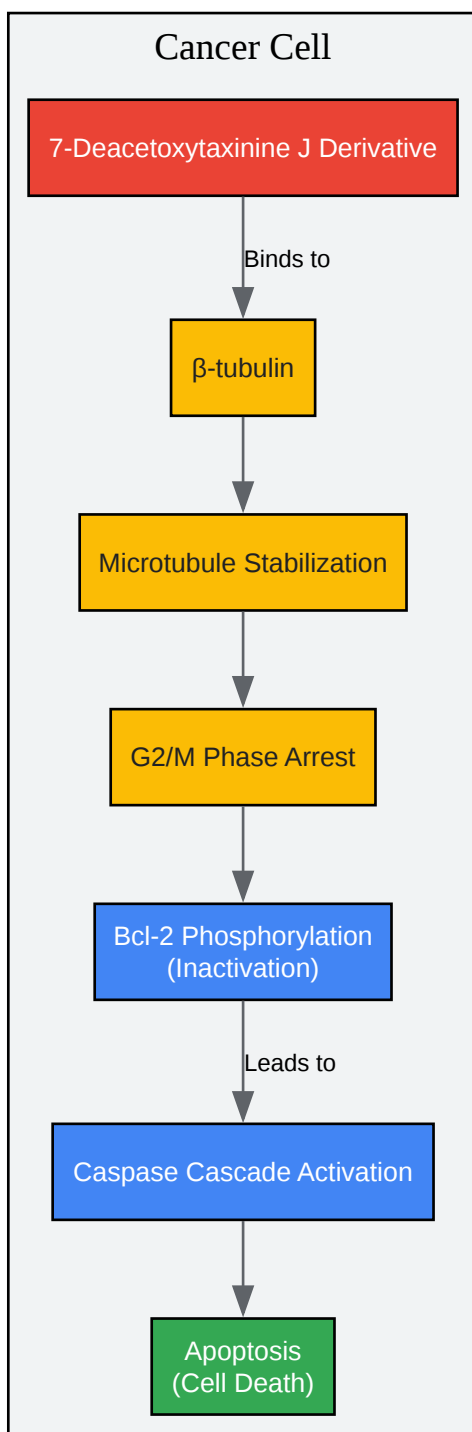 Cancer Cell
7-Deacetoxytaxinine J Derivative
Binds to
β-tubulin
Microtubule Stabilization
G2/M Phase Arrest
Bcl-2 Phosphorylation
(Inactivation)
Leads to
Caspase Cascade Activation
Apoptosis
(Cell Death)